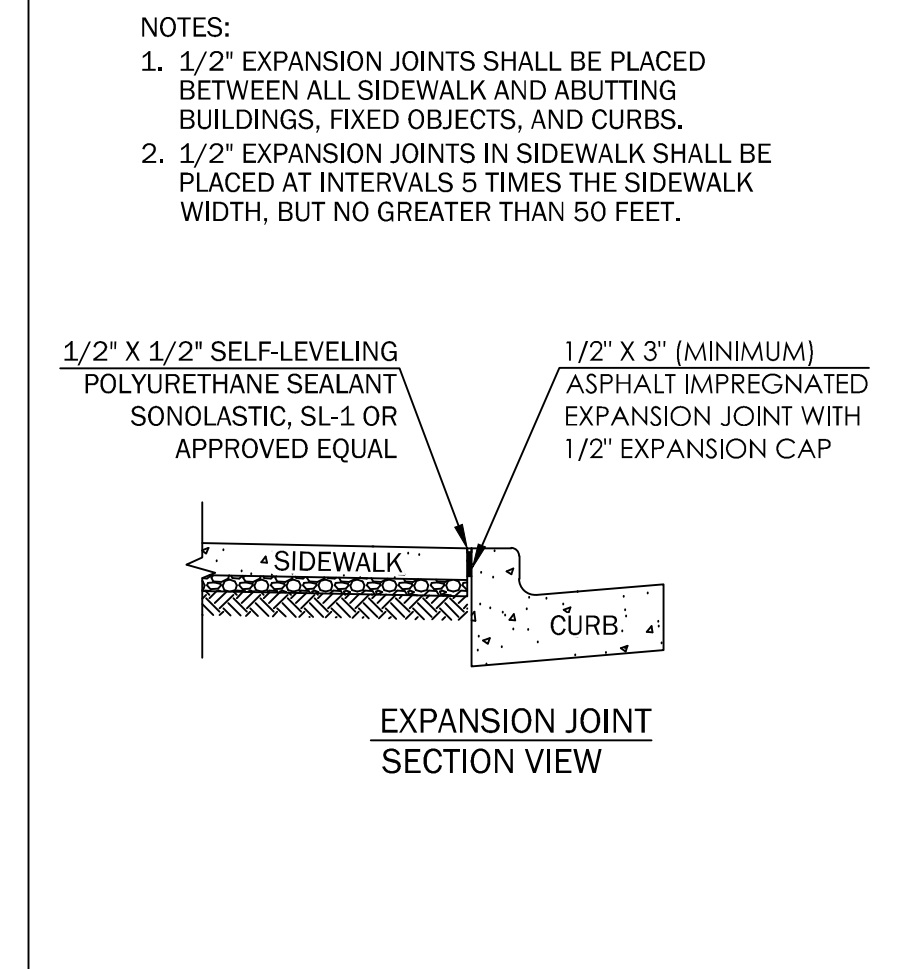 NOTES:
1. 1/2" EXPANSION JOINTS SHALL BE PLACED
BETWEEN ALL SIDEWALK AND ABUTTING
BUILDINGS, FIXED OBJECTS, AND CURBS.
2. 1/2" EXPANSION JOINTS IN SIDEWALK SHALL BE
PLACED AT INTERVALS 5 TIMES THE SIDEWALK
WIDTH, BUT NO GREATER THAN 50 FEET.
1/2" X 1/2" SELF-LEVELING
POLYURETHANE SEALANT
SONOLASTIC, SL-1 OR
APPROVED EQUAL
1/2" X 3" (MINIMUM)
ASPHALT IMPREGNATED
EXPANSION JOINT WITH
1/2" EXPANSION CAP
SIDEWALK
CURB
EXPANSION JOINT
SECTION VIEW